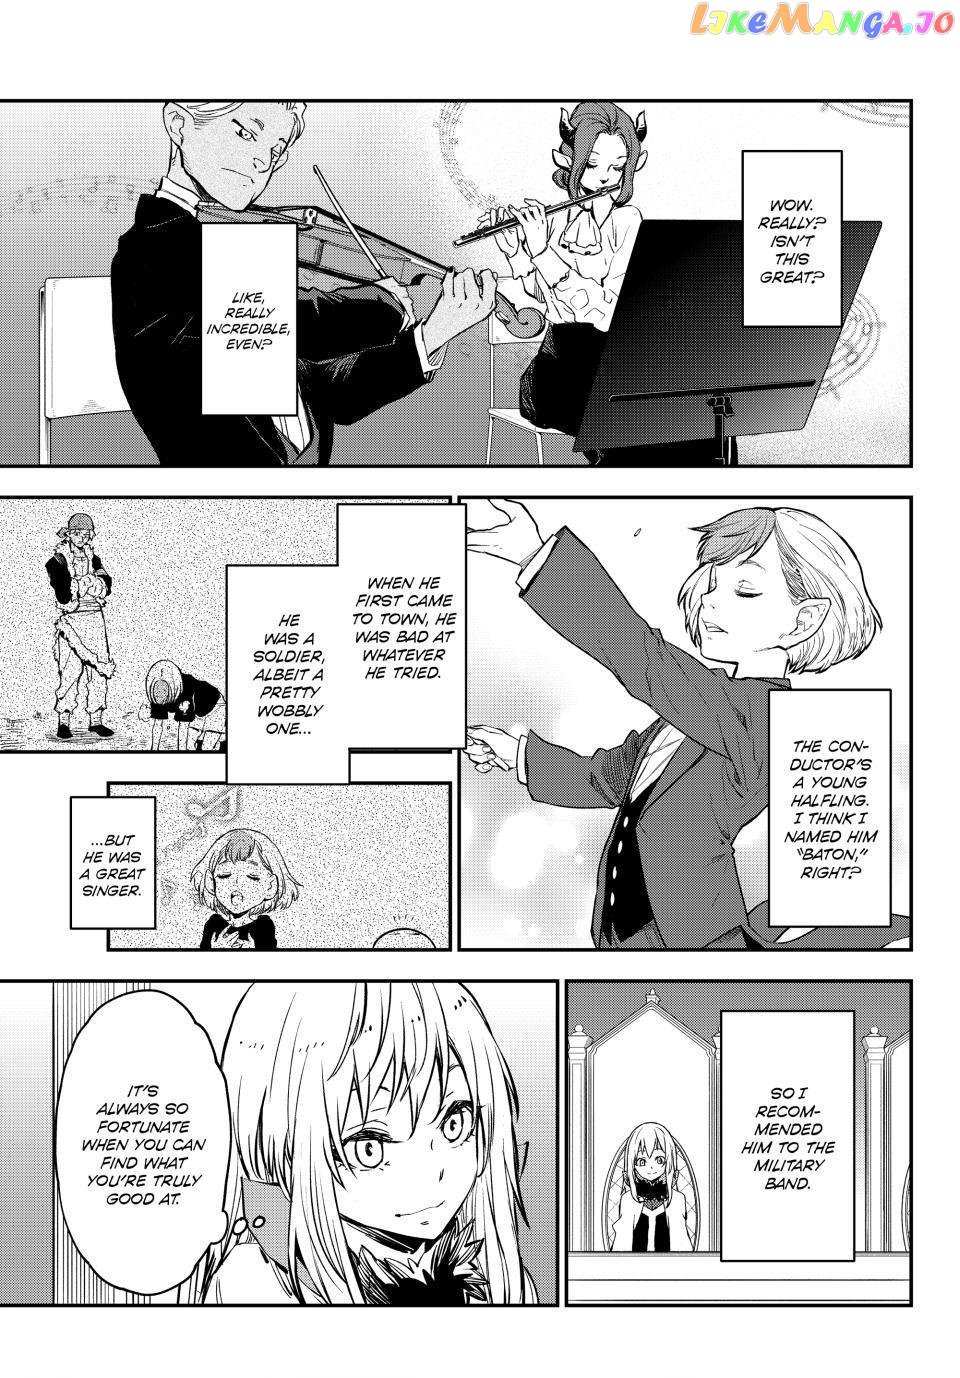 LIKEMANGA.IO
WOW.
REALLY?
ISN'T
THIS
GREAT?
LIKE,
REALLY
INCREDIBLE,
EVEN?
THE CON-
DUCTOR'S
A YOUNG
HALFLING.
I THINK I
NAMED HIM
"BATON,"
RIGHT?
WHEN HE
FIRST CAME
TO TOWN, HE
WAS BAD AT
WHATEVER
HE TRIED.
HE
WAS A
SOLDIER,
ALBEIT A
PRETTY
WOBBLY
ONE...
...BUT
HE WAS
A GREAT
SINGER.
SO I
RECOM-
MENDED
HIM TO THE
MILITARY
BAND.
IT'S
ALWAYS SO
FORTUNATE
WHEN YOU CAN
FIND WHAT
YOU'RE TRULY
GOOD AT.